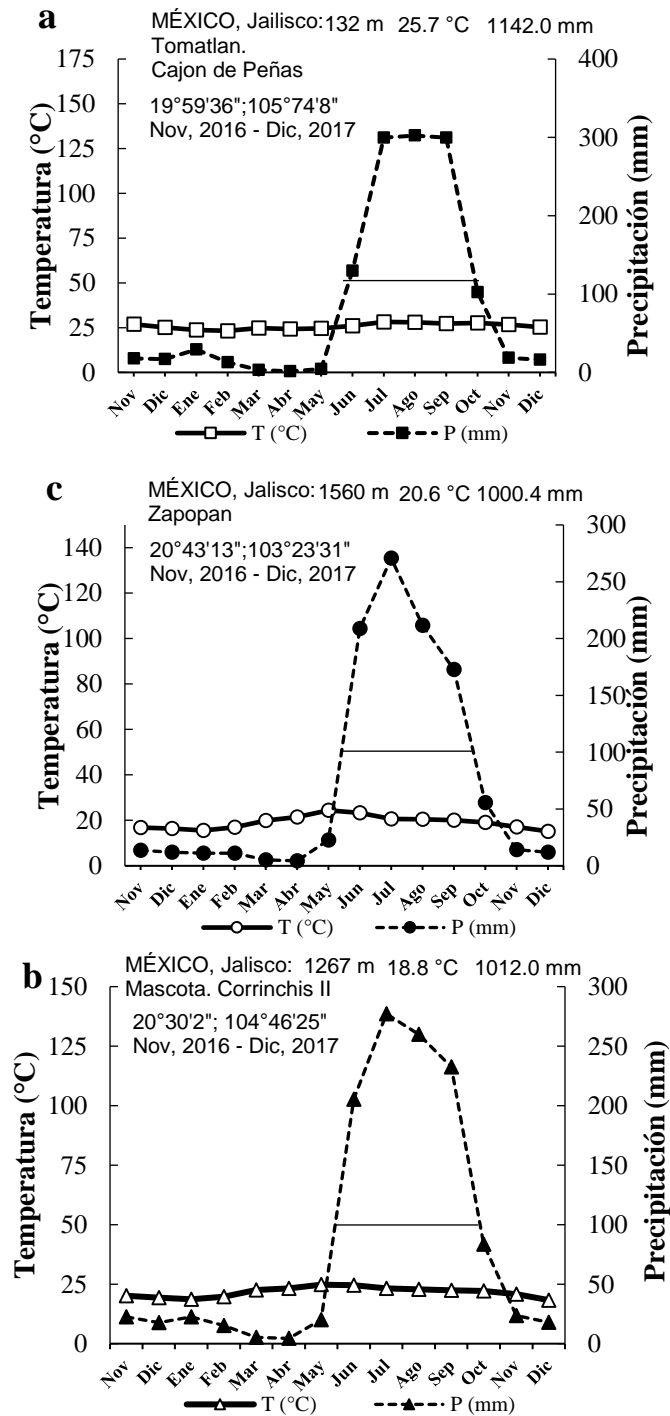 a
MÉXICO, Jailisco: 132 m 25.7 °C 1142.0 mm
Tomatlan.
Cajon de Peñas
19°59'36";105°74'8"
Nov, 2016 - Dic, 2017
Temperatura (°C)
175
150
125
100
75
50
25
0
Precipitación (mm)
400
300
200
100
0
Nov Dic Ene Feb Mar Abr May Jun Jul Ago Sep Oct Nov Dic
T (°C) P (mm)
c
MÉXICO, Jalisco: 1560 m 20.6 °C 1000.4 mm
Zapopan
20°43'13";103°23'31"
Nov, 2016 - Dic, 2017
Temperatura (°C)
140
120
100
80
60
40
20
0
Precipitación (mm)
300
250
200
150
100
50
0
Nov Dic Ene Feb Mar Abr May Jun Jul Ago Sep Oct Nov Dic
T (°C) P (mm)
b
MÉXICO, Jalisco: 1267 m 18.8 °C 1012.0 mm
Mascota. Corrinchis II
20°30'2"; 104°46'25"
Nov, 2016 - Dic, 2017
Temperatura (°C)
150
125
100
75
50
25
0
Precipitación (mm)
300
250
200
150
100
50
0
Nov Dic Ene Feb Mar Abr May Jun Jul Ago Sep Oct Nov Dic
T (°C) P (mm)